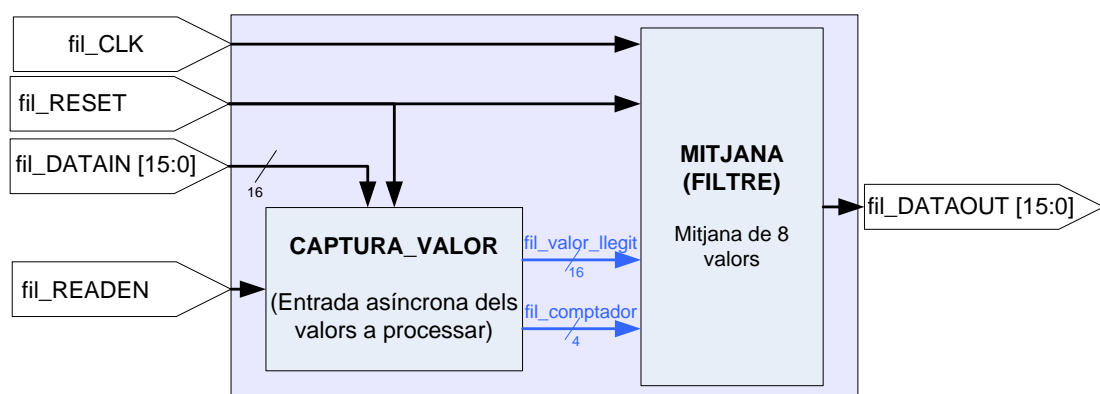 fil_CLK
fil_RESET
fil_DATAIN [15:0]
16
fil_READEN
CAPTURA_VALOR
(Entrada asíncrona dels
valors a processar)
fil_valor_llegit
16
fil_comptador
4
MITJANA
(FILTRE)
Mitjana de 8
valors
fil_DATAOUT [15:0]